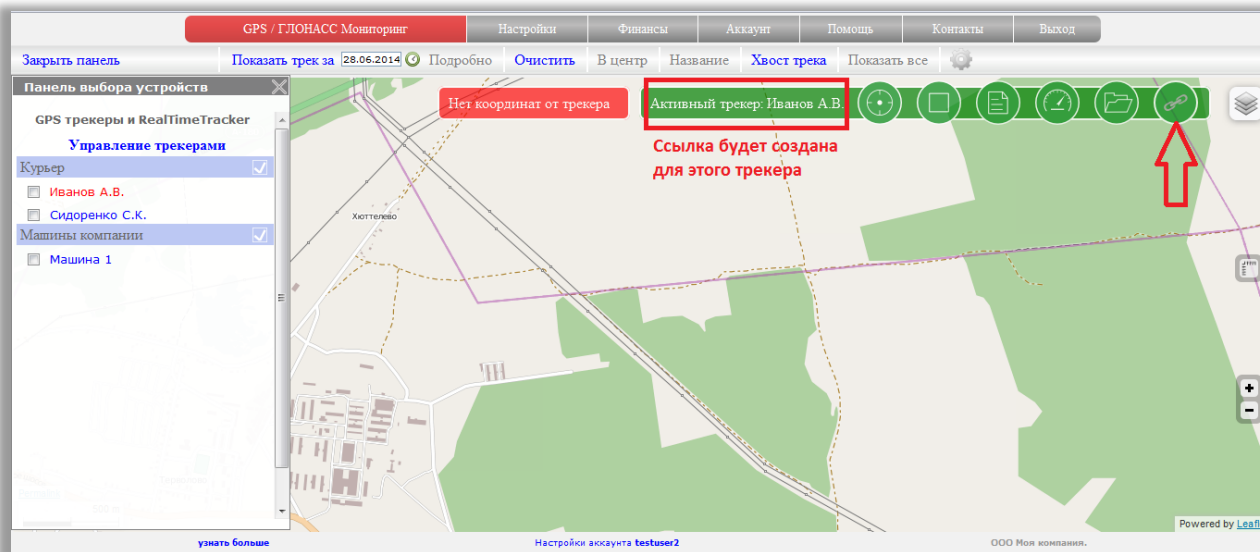 GPS / ГЛОНАСС Мониторинг Настройки Финансы Аккаунт Помощь Контакты Выход
Закрыть панель Показать трек за 28.06.2014 Подробно Очистить В центр Название Хвост трека Показать все
Панель выбора устройств
GPS трекеры и RealTimeTracker
Управление трекерами
Курьер
Иванов А.В.
Сидоренко С.К.
Машины компании
Машина 1
Нет координат от трекера Активный трекер: Иванов А.В.
Ссылка будет создана
для этого трекера
Хюттелево
+
−
Powered by Leafl
узнать больше Настройки аккаунта testuser2 ООО Моя компания.